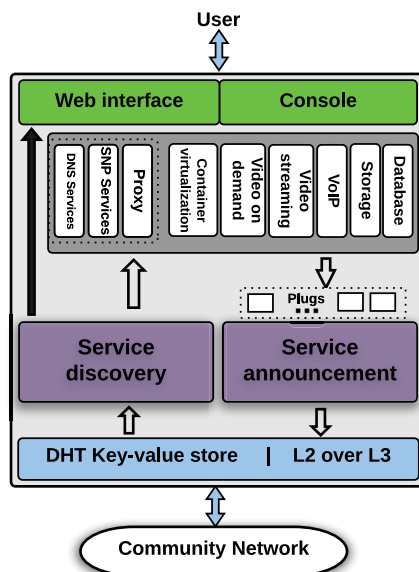 User
Web interface
Console
DNS Services
SNP Services
Proxy
Container
virtualization
Video on
demand
Video
streaming
VoIP
Storage
Database
Plugs
Service
discovery
Service
announcement
DHT Key-value store | L2 over L3
Community Network